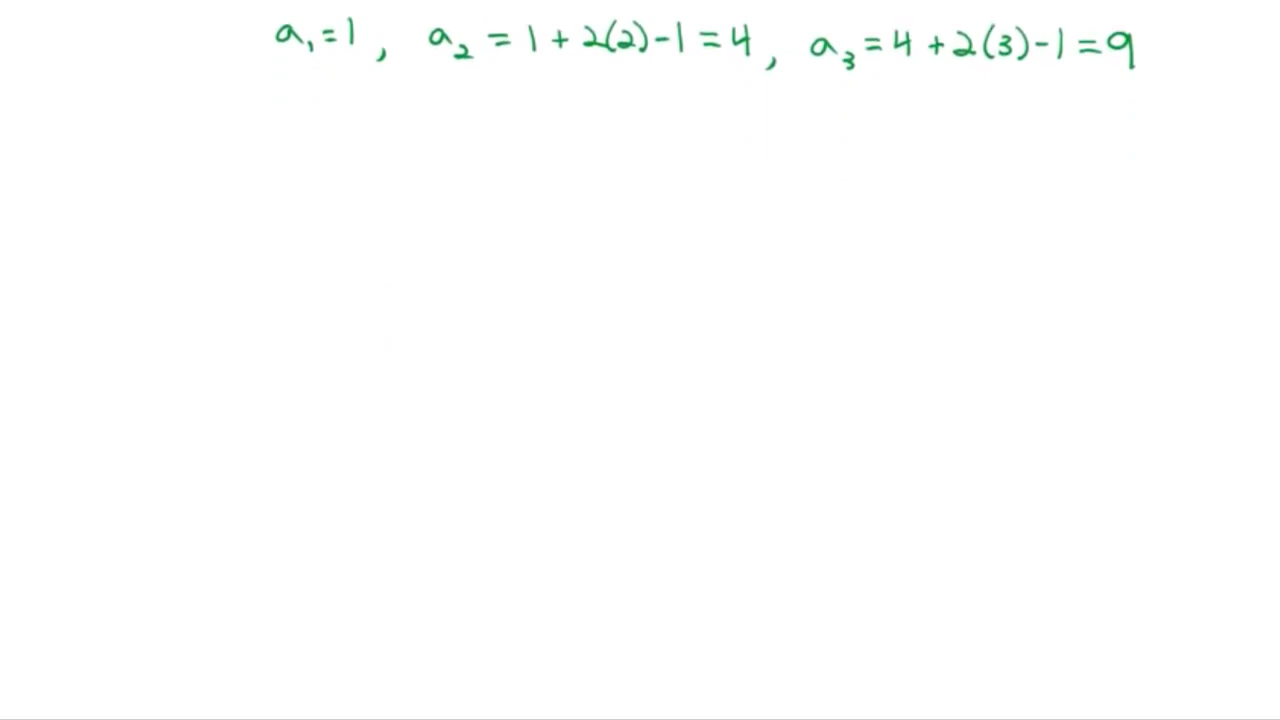 a₁ = 1 , a₂ = 1 + 2(2) - 1 = 4 , a₃ = 4 + 2(3) - 1 = 9